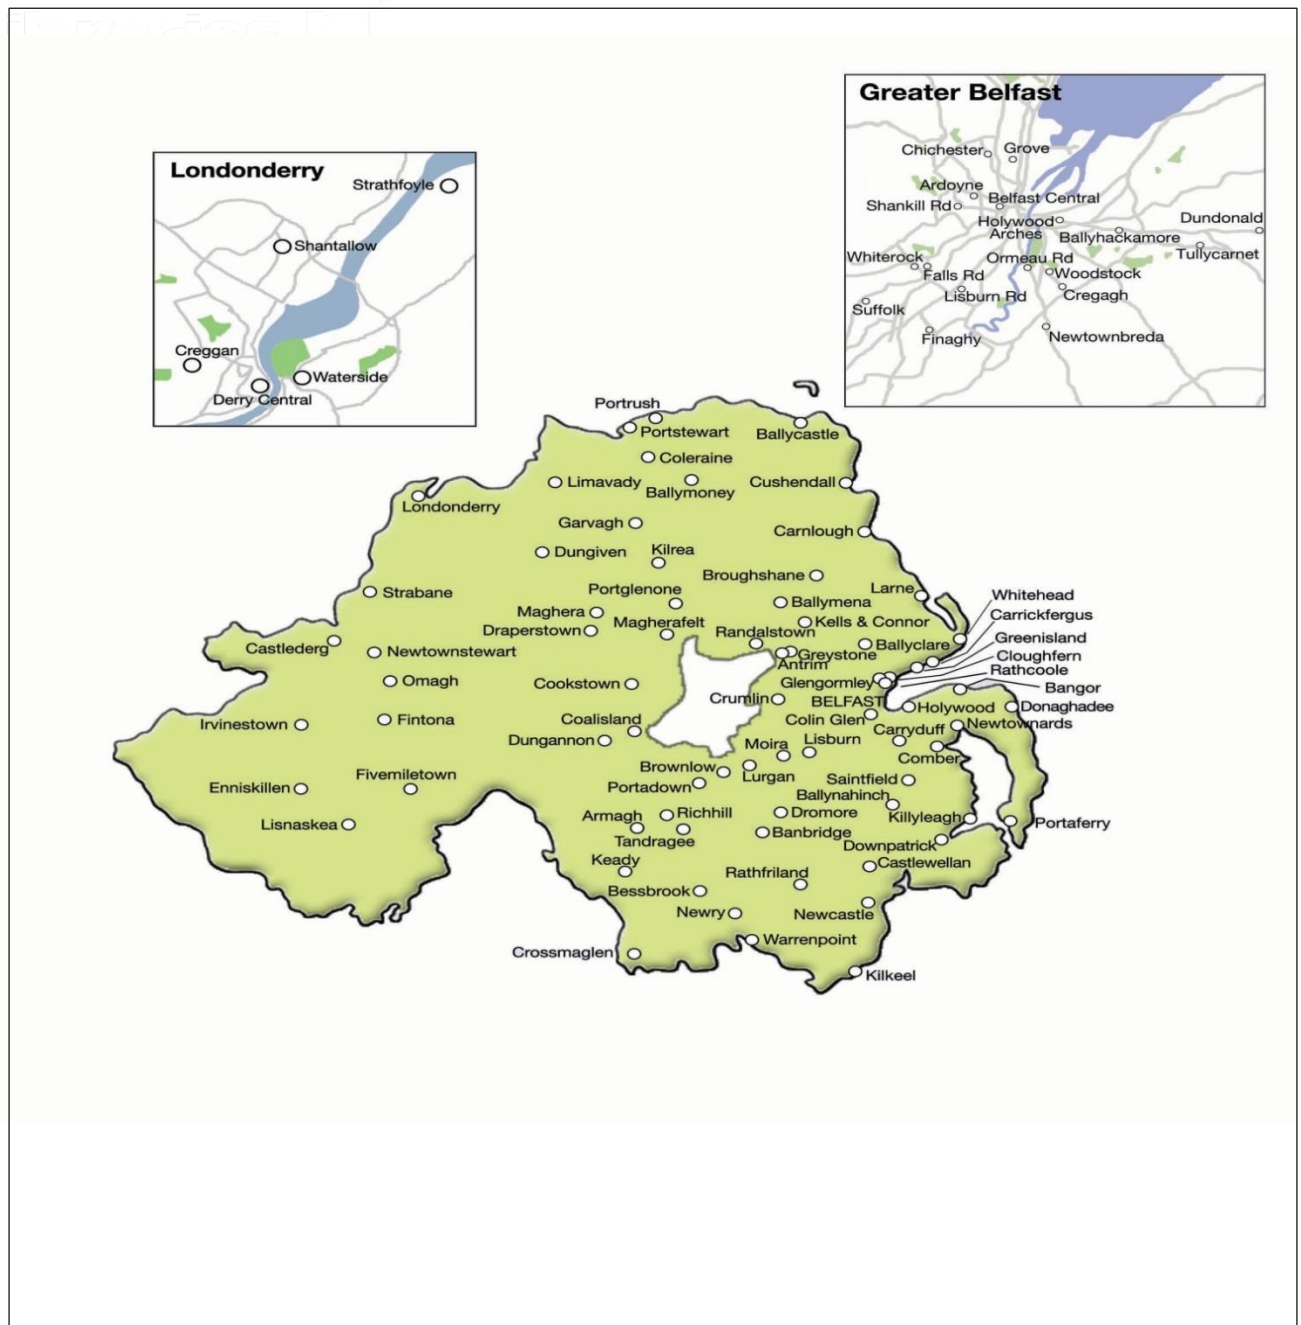 Greater Belfast
Chichester
Grove
Ardoyne
Belfast Central
Shankill Rd
Holywood
Arches
Dundonald
Ballyhackamore
Tullycarnet
Whiterock
Ormeau Rd
Falls Rd
Woodstock
Lisburn Rd
Cregagh
Suffolk
Finaghy
Newtownbreda
Londonderry
Strathfoyle
Shantallow
Creggan
Waterside
Derry Central
Portrush
Portstewart
Ballycastle
Coleraine
Limavady
Ballymoney
Cushendall
Londonderry
Garvagh
Carnlough
Dungiven
Kilrea
Broughshane
Strabane
Portglenone
Larne
Whitehead
Ballymena
Maghera
Carrickfergus
Magherafelt
Kells & Connor
Draperstown
Randalstown
Greenisland
Castlederg
Newtownstewart
Ballyclare
Greystone
Cloughfern
Antrim
Rathcoole
Omagh
Cookstown
Glengormley
Bangor
Crumlin
BELFAST
Holywood
Donaghadee
Irvinestown
Fintona
Coalisland
Colin Glen
Newtownards
Carryduff
Dungannon
Moira
Lisburn
Comber
Brownlow
Fivemiletown
Lurgan
Saintfield
Enniskillen
Portadown
Ballynahinch
Armagh
Richhill
Dromore
Killyleagh
Lisnaskea
Portaferry
Tandragee
Banbridge
Downpatrick
Keady
Castlewellan
Rathfriland
Bessbrook
Newry
Newcastle
Warrenpoint
Crossmaglen
Kilkeel